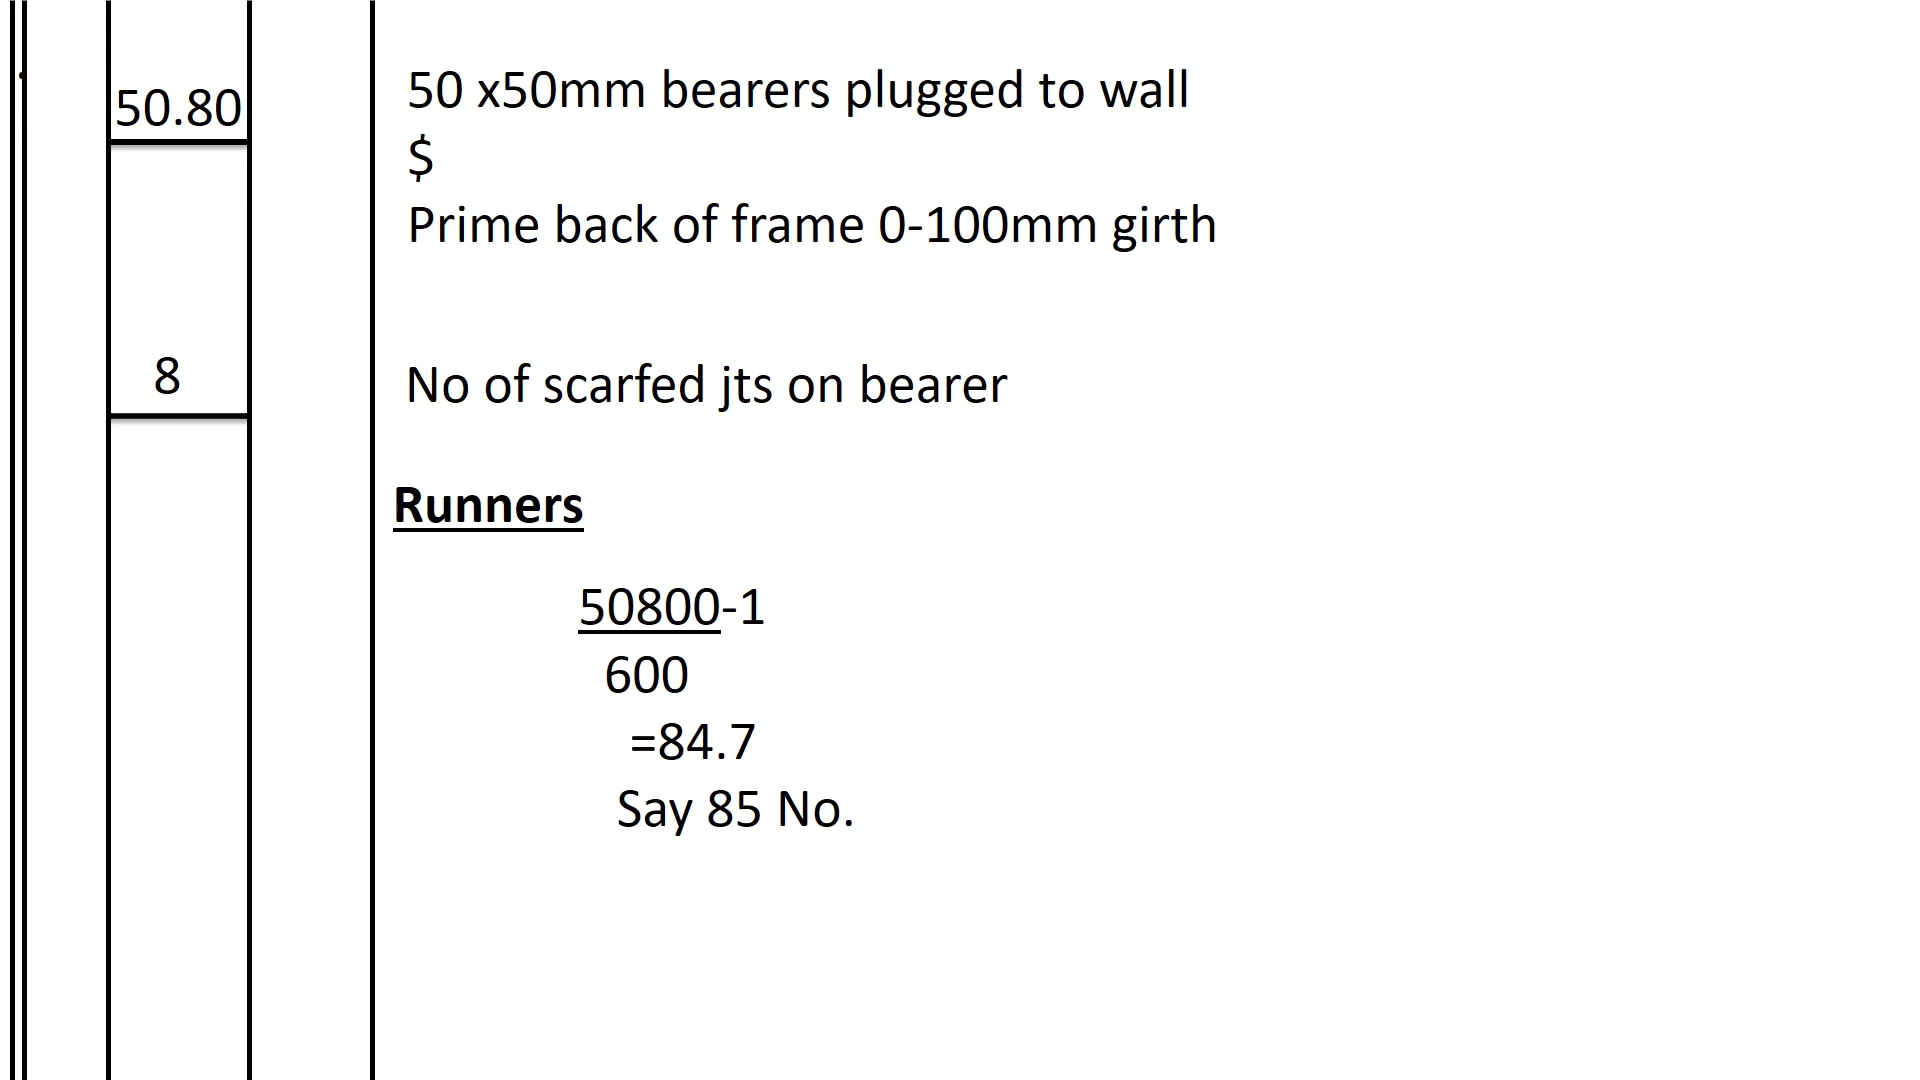 50.80
50 x50mm bearers plugged to wall
$
Prime back of frame 0-100mm girth
8
No of scarfed jts on bearer
Runners
50800-1
600
=84.7
Say 85 No.